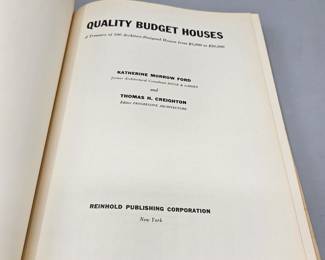 QUALITY BUDGET HOUSES
A Treasury of 100 Architect-Designed Houses from $5,000 to $20,000
KATHERINE MORROW FORD
former Architectural Consultant HOUSE & GARDEN
and
THOMAS H. CREIGHTON
Editor PROGRESSIVE ARCHITECTURE
REINHOLD PUBLISHING CORPORATION
New York